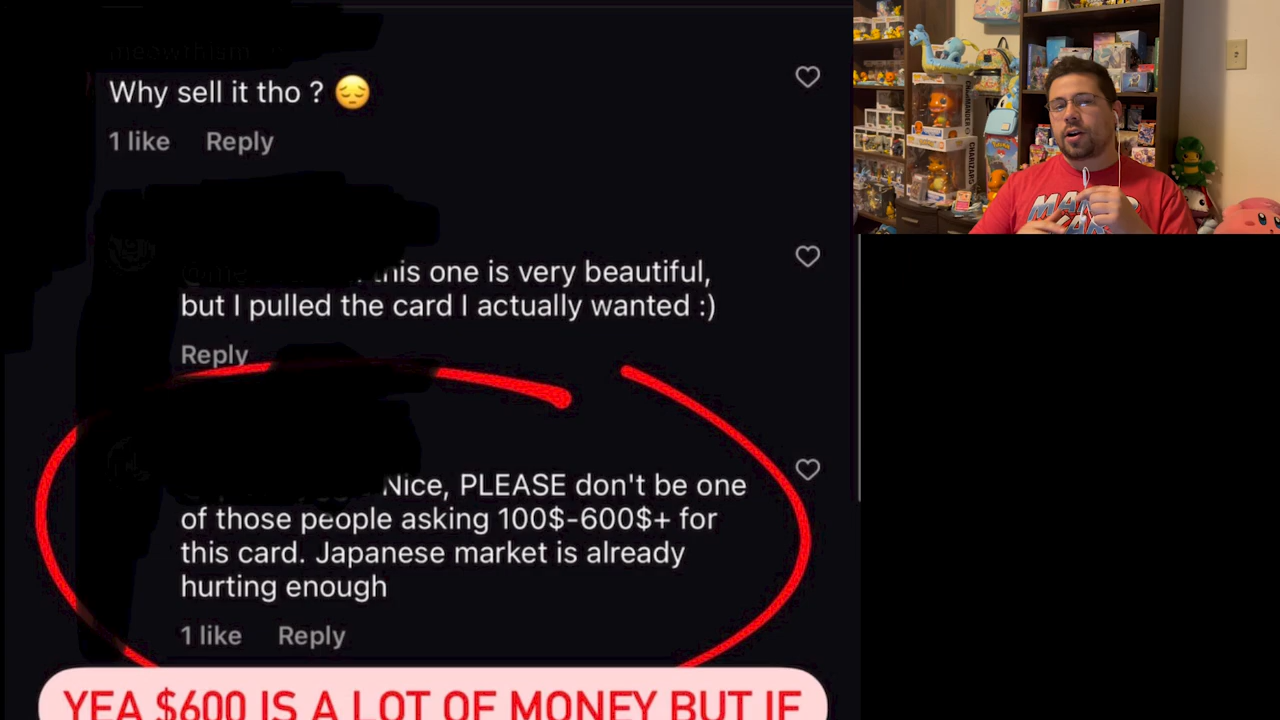 Why sell it tho ? 😔
1 like Reply
this one is very beautiful,
but I pulled the card I actually wanted :)
Reply
Nice, PLEASE don't be one
of those people asking 100$-600$+ for
this card. Japanese market is already
hurting enough
1 like Reply
YEA $600 IS A LOT OF MONEY BUT IF
CHARMANDER
CHARIZARD